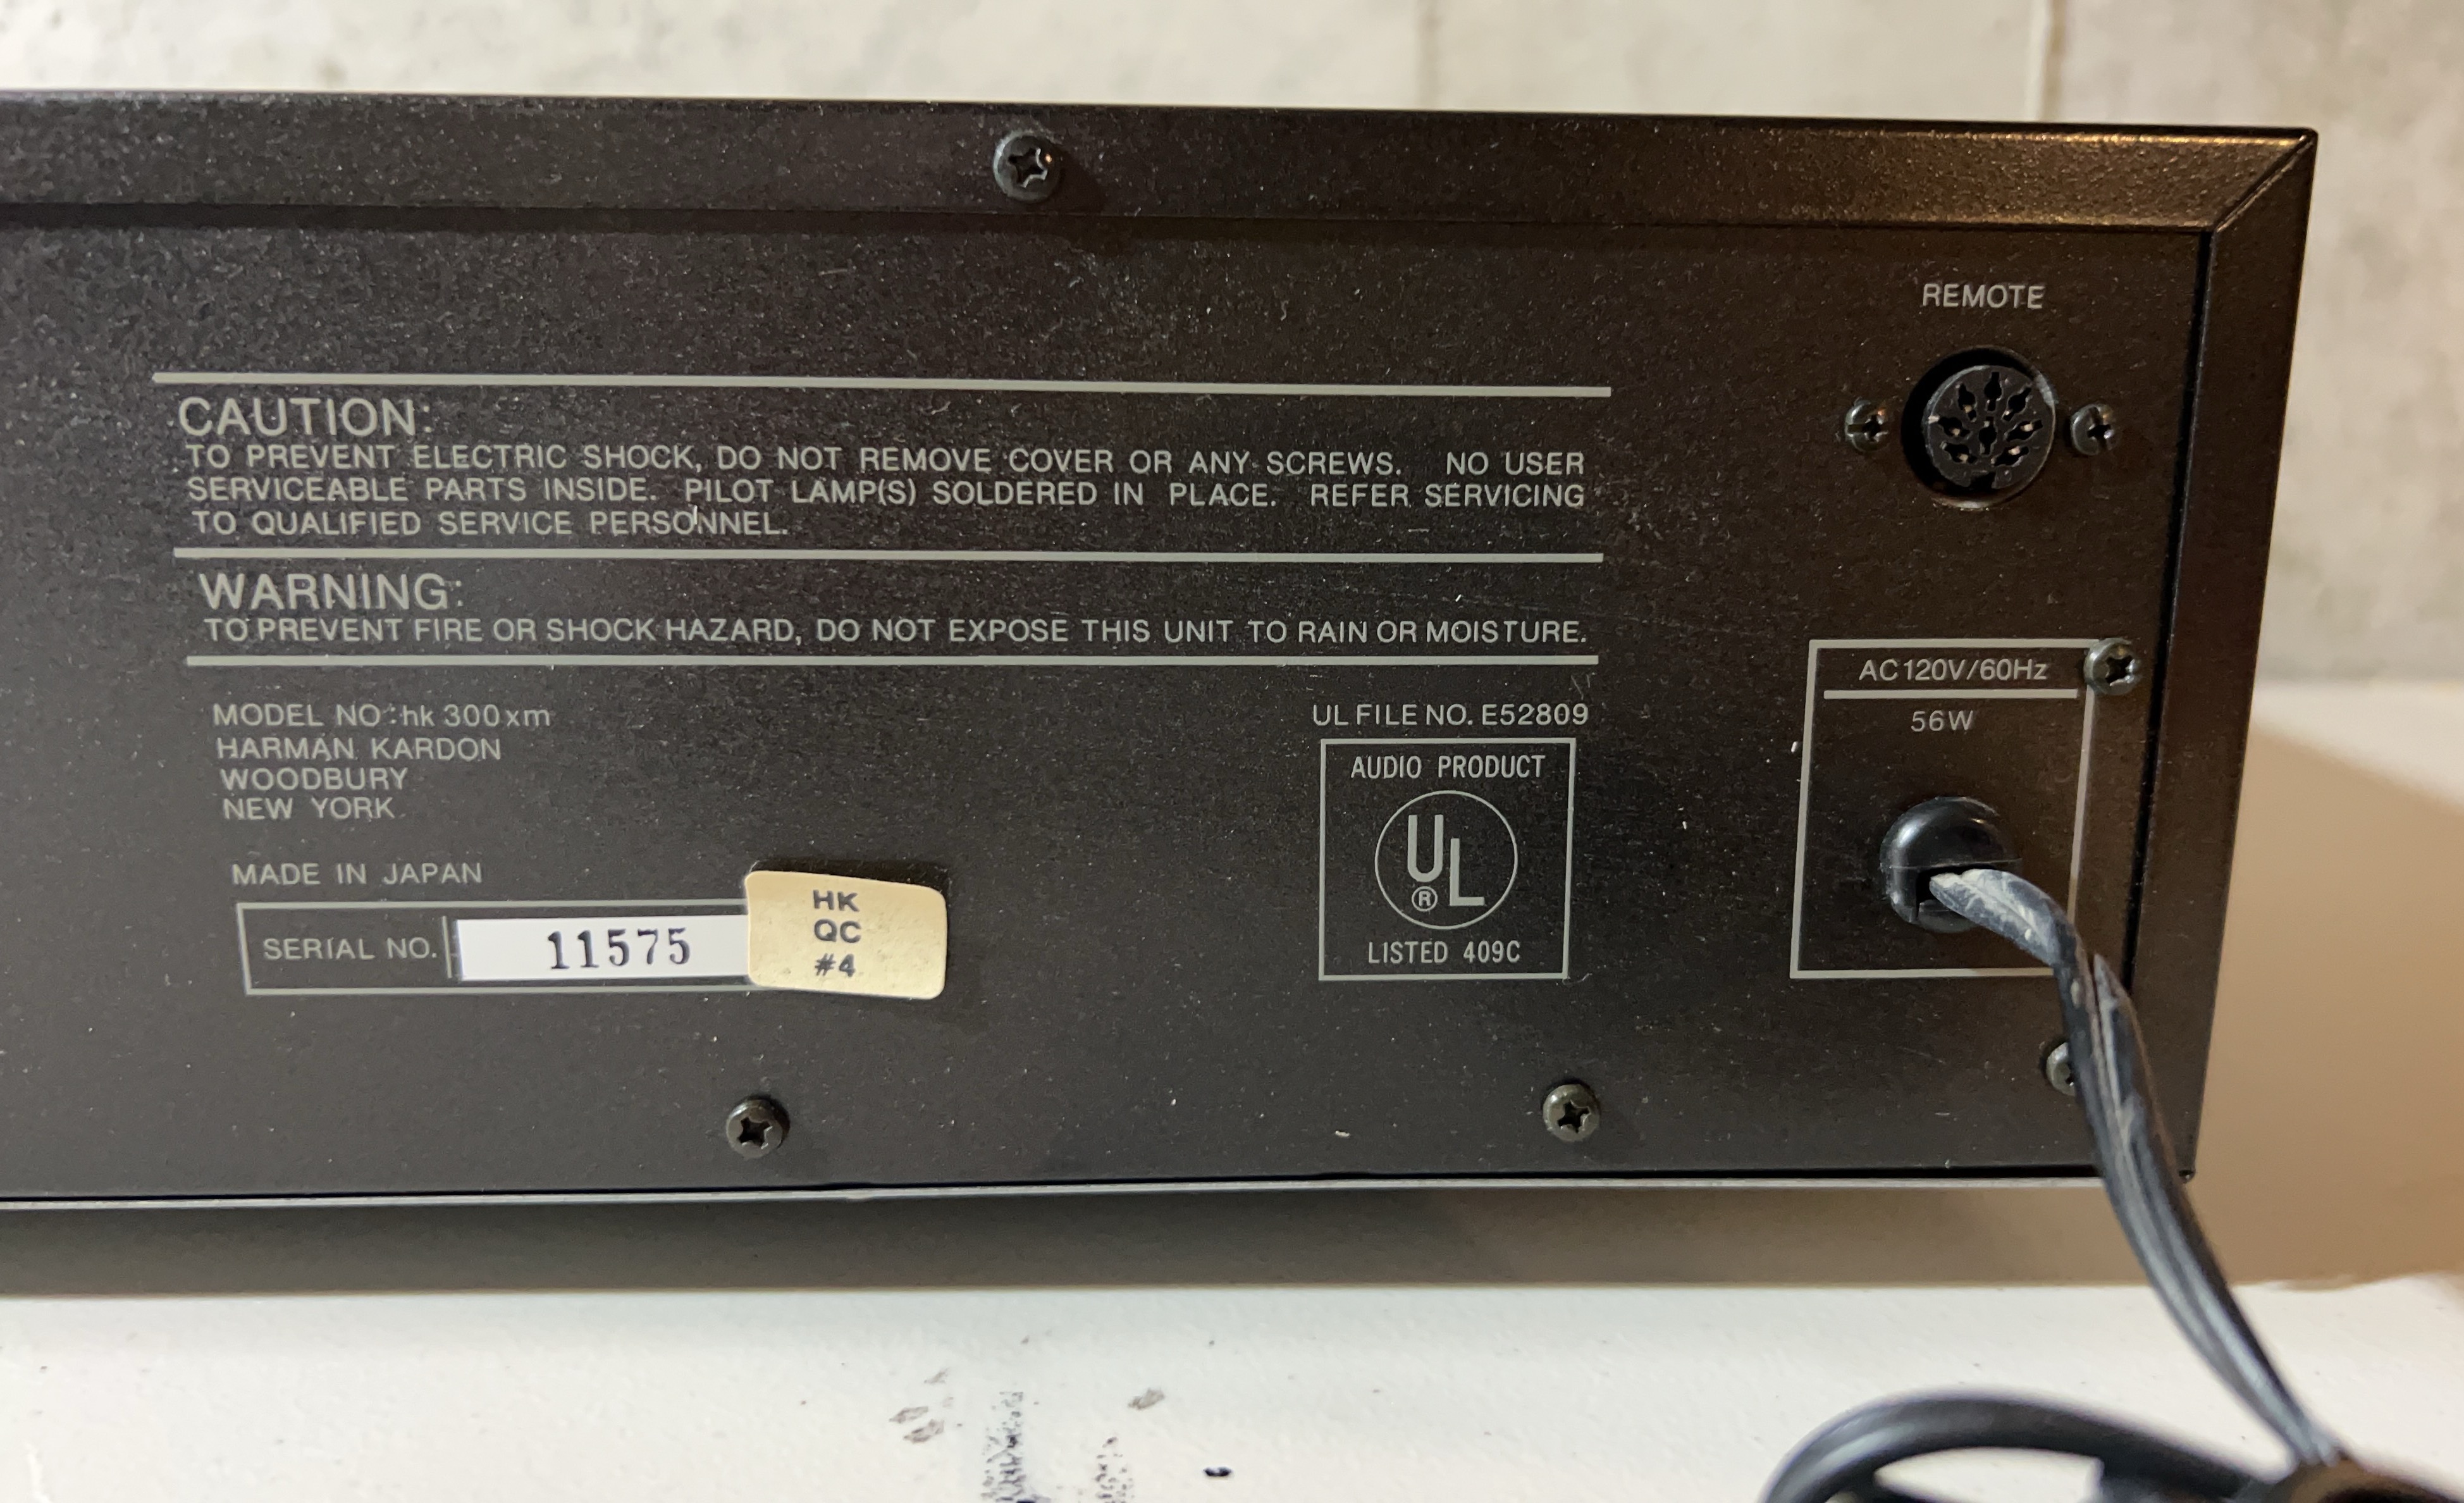 REMOTE
CAUTION:
TO PREVENT ELECTRIC SHOCK, DO NOT REMOVE COVER OR ANY SCREWS. NO USER
SERVICEABLE PARTS INSIDE. PILOT LAMP(S) SOLDERED IN PLACE. REFER SERVICING
TO QUALIFIED SERVICE PERSONNEL.
WARNING:
TO PREVENT FIRE OR SHOCK HAZARD, DO NOT EXPOSE THIS UNIT TO RAIN OR MOISTURE.
AC120V/60Hz
56W
MODEL NO.:hk 300xm
HARMAN KARDON
WOODBURY
NEW YORK
MADE IN JAPAN
SERIAL NO. 11575
HK
QC
#4
UL FILE NO. E52809
AUDIO PRODUCT
UL
®
LISTED 409C